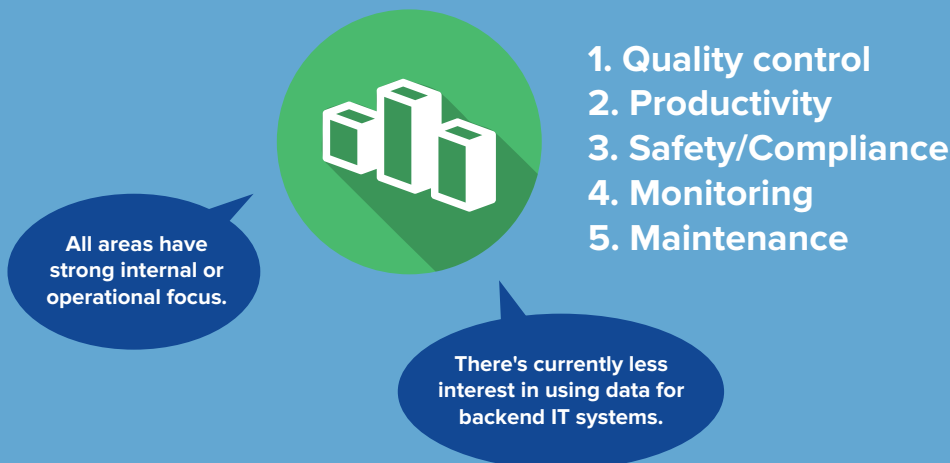 1. Quality control
2. Productivity
3. Safety/Compliance
4. Monitoring
5. Maintenance
All areas have
strong internal or
operational focus.
There's currently less
interest in using data for
backend IT systems.